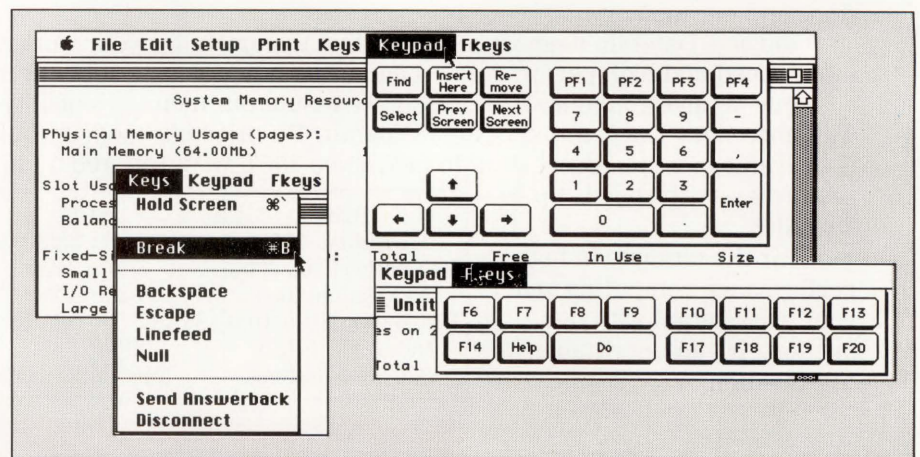 File Edit Setup Print Keys Keypad Fkeys
System Memory Resourc
Physical Memory Usage (pages):
Main Memory (64.00Mb) 1
Slot Usa
Proces
Balanc
Fixed-Si : Total Free In Use Size
Small
I/O Re
Large
Find Insert Here Re-move
Select Prev Screen Next Screen
PF1 PF2 PF3 PF4
7 8 9 -
4 5 6 ,
1 2 3 Enter
0 .
Keys Keypad Fkeys
Hold Screen ⌘`
Break ⌘B
Backspace
Escape
Linefeed
Null
Send Answerback
Disconnect
Keypad Fkeys
Untit
es on 2
Total
F6 F7 F8 F9 F10 F11 F12 F13
F14 Help Do F17 F18 F19 F20